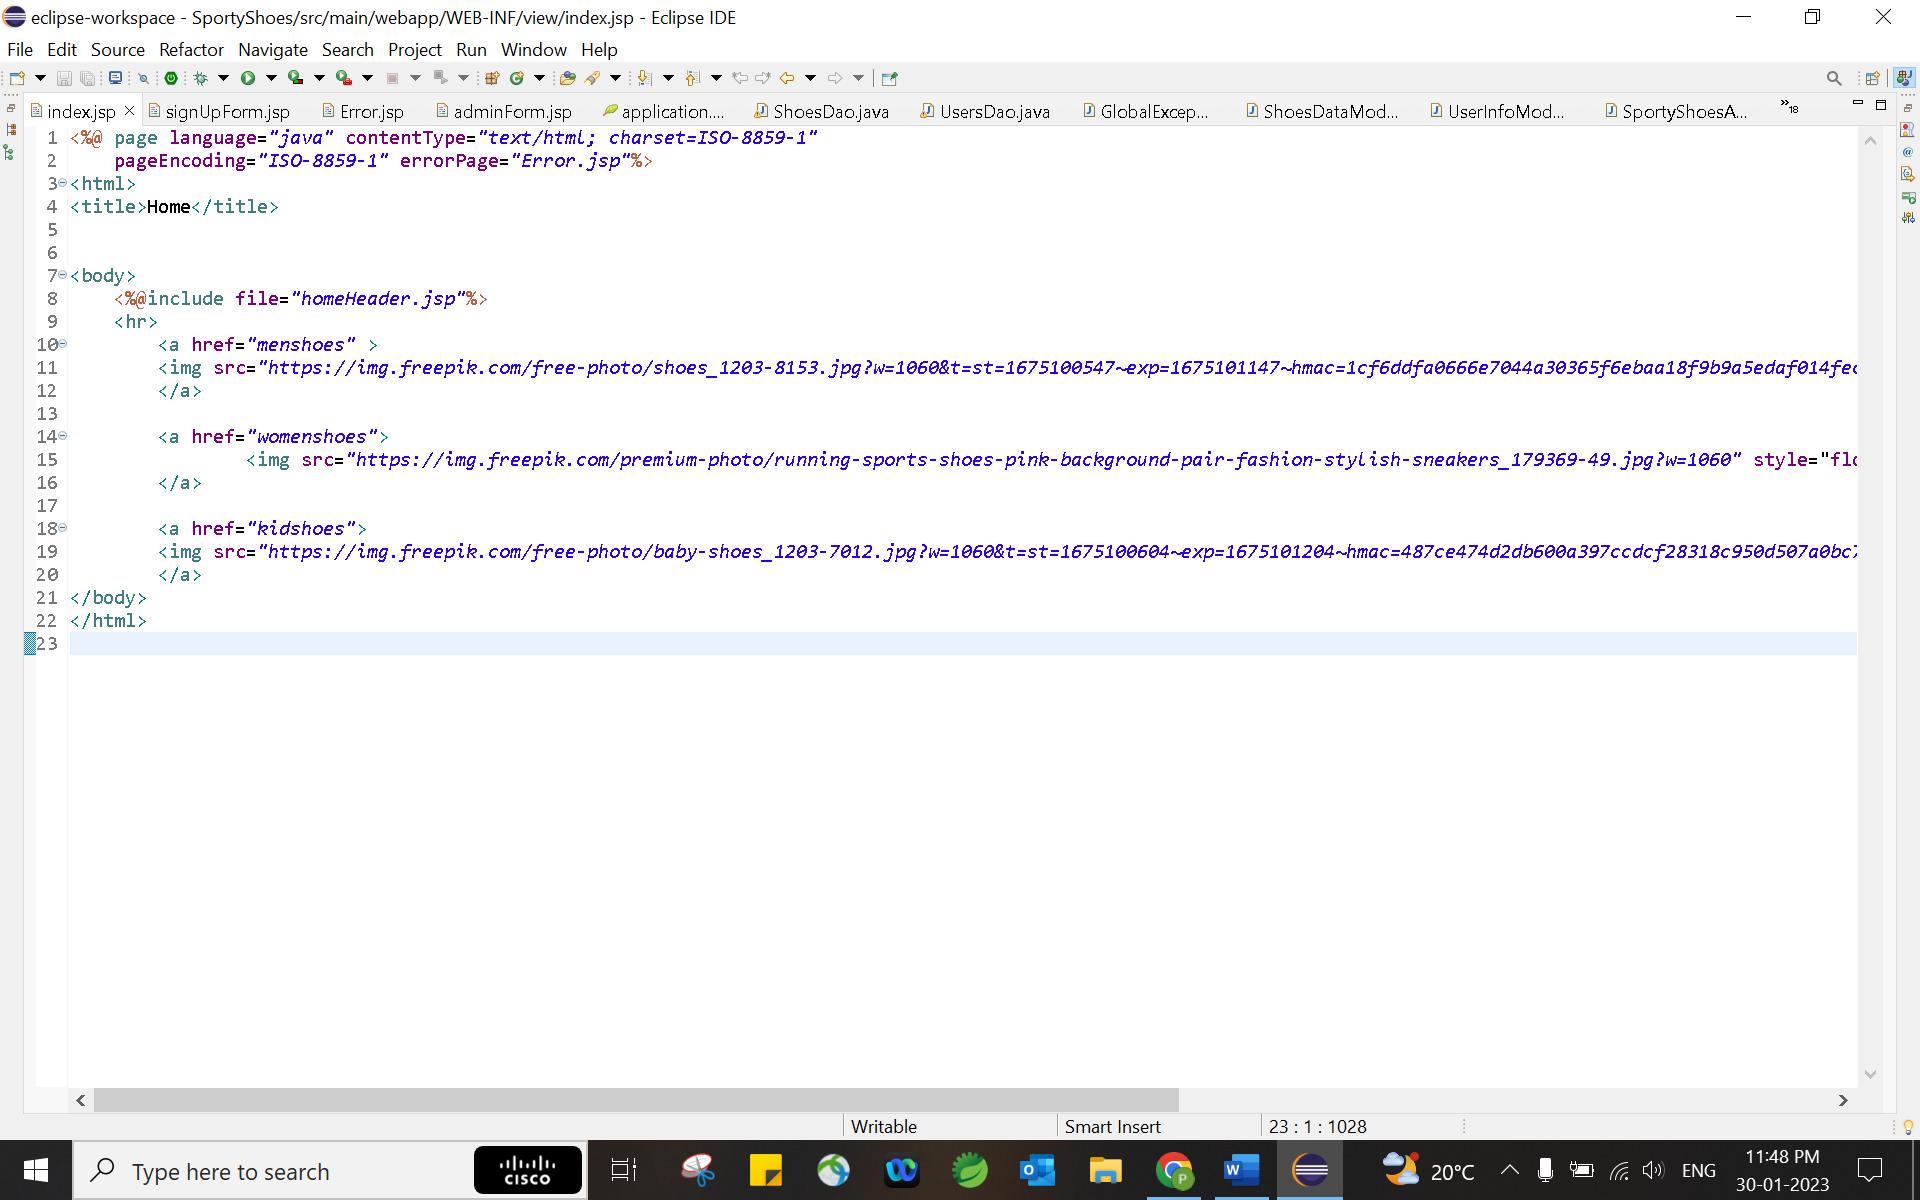 eclipse-workspace - SportyShoes/src/main/webapp/WEB-INF/view/index.jsp - Eclipse IDE
File Edit Source Refactor Navigate Search Project Run Window Help
index.jsp signUpForm.jsp Error.jsp adminForm.jsp application.... ShoesDao.java UsersDao.java GlobalExcep... ShoesDataMod... UserInfoMod... SportyShoesA... »18
1 <%@ page language="java" contentType="text/html; charset=ISO-8859-1"
2 pageEncoding="ISO-8859-1" errorPage="Error.jsp"%>
3 <html>
4 <title>Home</title>
5
6
7 <body>
8 <%@include file="homeHeader.jsp"%>
9 <hr>
10 <a href="menshoes" >
11 <img src="https://img.freepik.com/free-photo/shoes_1203-8153.jpg?w=1060&t=st=1675100547~exp=1675101147~hmac=1cf6ddfa0666e7044a30365f6ebaa18f9b9a5edaf014fec
12 </a>
13
14 <a href="womenshoes">
15 <img src="https://img.freepik.com/premium-photo/running-sports-shoes-pink-background-pair-fashion-stylish-sneakers_179369-49.jpg?w=1060" style="flo
16 </a>
17
18 <a href="kidshoes">
19 <img src="https://img.freepik.com/free-photo/baby-shoes_1203-7012.jpg?w=1060&t=st=1675100604~exp=1675101204~hmac=487ce474d2db600a397ccdcf28318c950d507a0bc7
20 </a>
21 </body>
22 </html>
23
Writable Smart Insert 23 : 1 : 1028
Type here to search
cisco
P
W
20°C
ENG
11:48 PM
30-01-2023